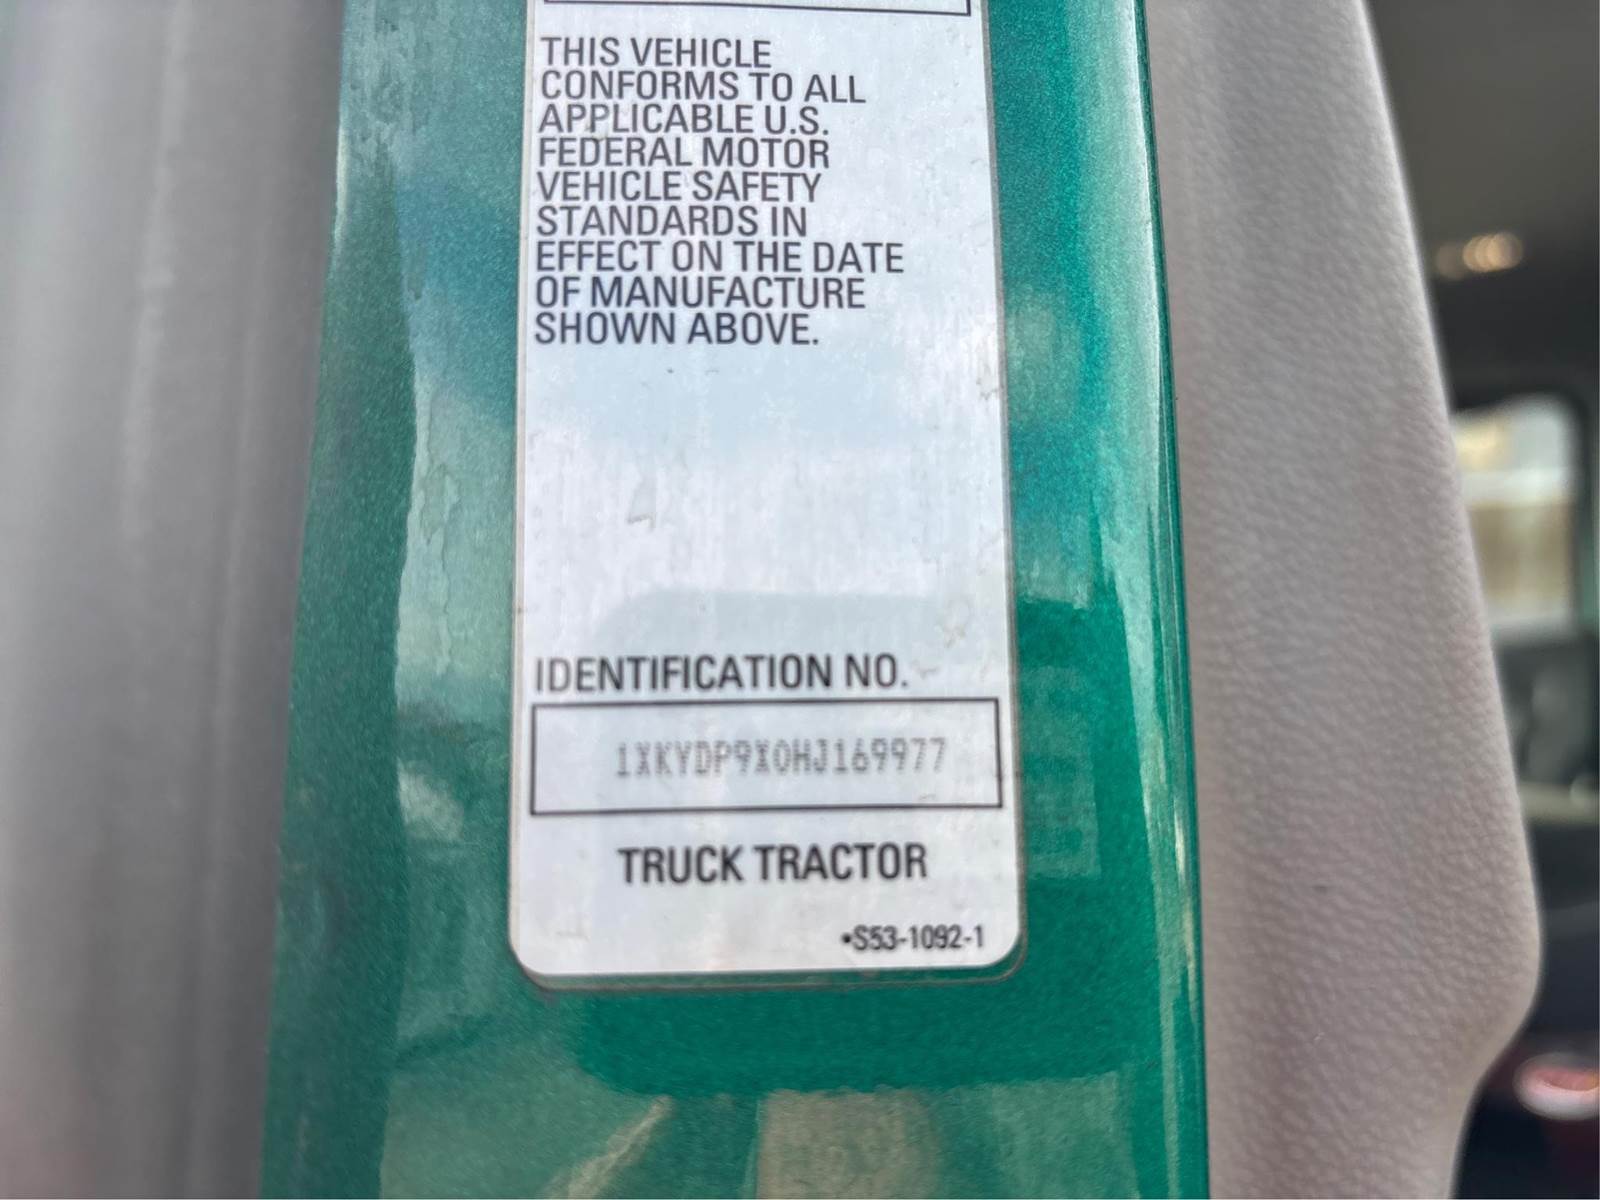 THIS VEHICLE
CONFORMS TO ALL
APPLICABLE U.S.
FEDERAL MOTOR
VEHICLE SAFETY
STANDARDS IN
EFFECT ON THE DATE
OF MANUFACTURE
SHOWN ABOVE.
IDENTIFICATION NO.
1XKYDP9X0HJ169977
TRUCK TRACTOR
•S53-1092-1